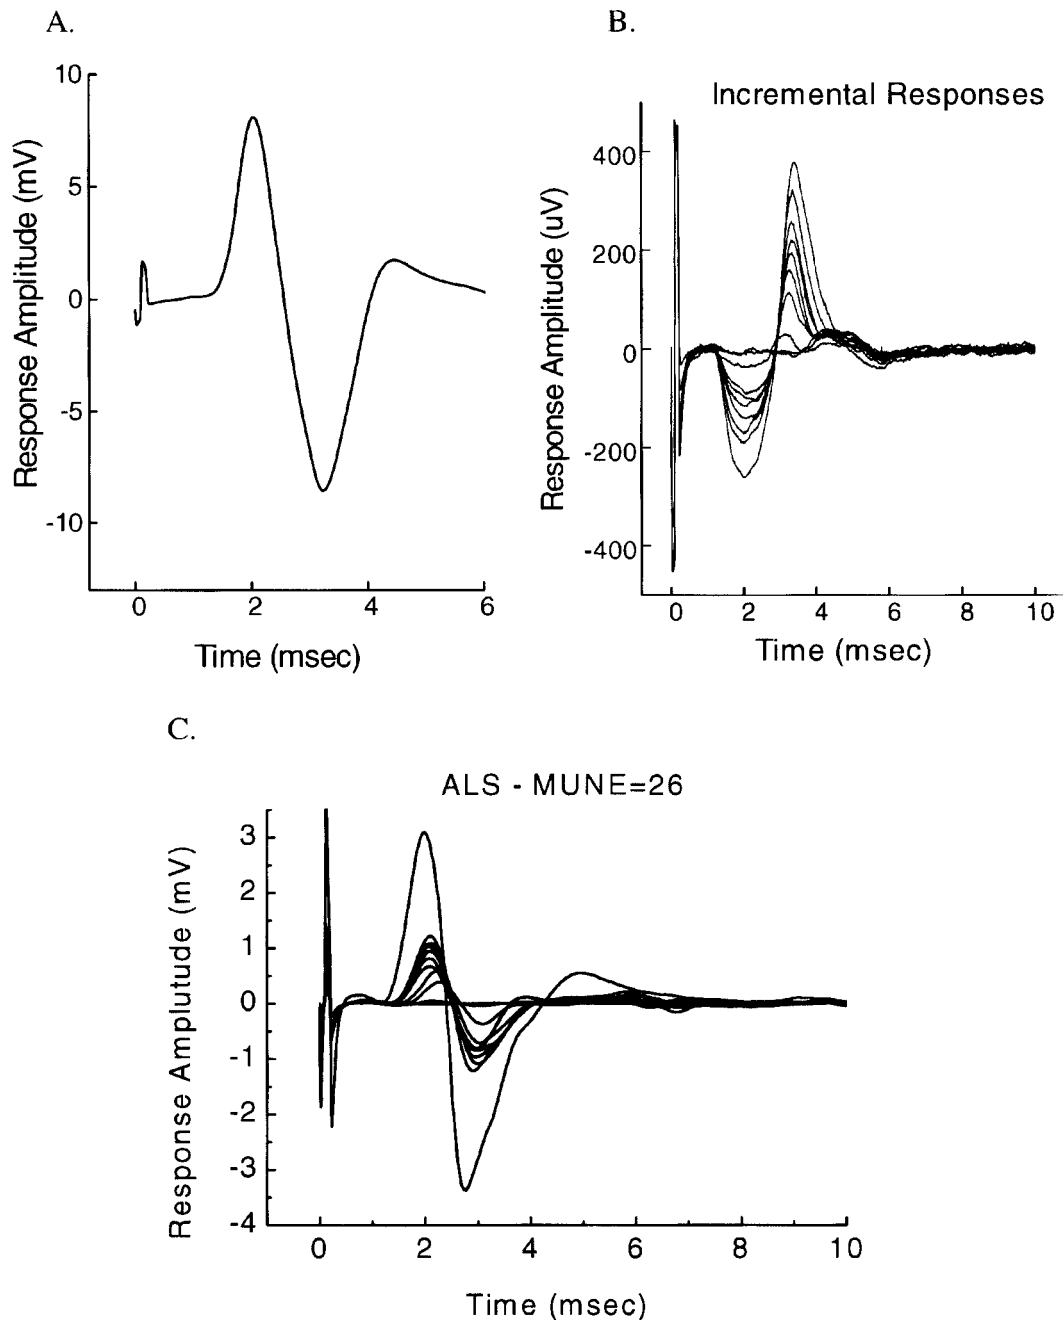 A.
10
5
0
-5
-10
Response Amplitude (mV)
0 2 4 6
Time (msec)
B.
Incremental Responses
400
200
0
-200
-400
Response Amplitude (uV)
0 2 4 6 8 10
Time (msec)
C.
ALS - MUNE=26
3
2
1
0
-1
-2
-3
-4
Response Amplutude (mV)
0 2 4 6 8 10
Time (msec)